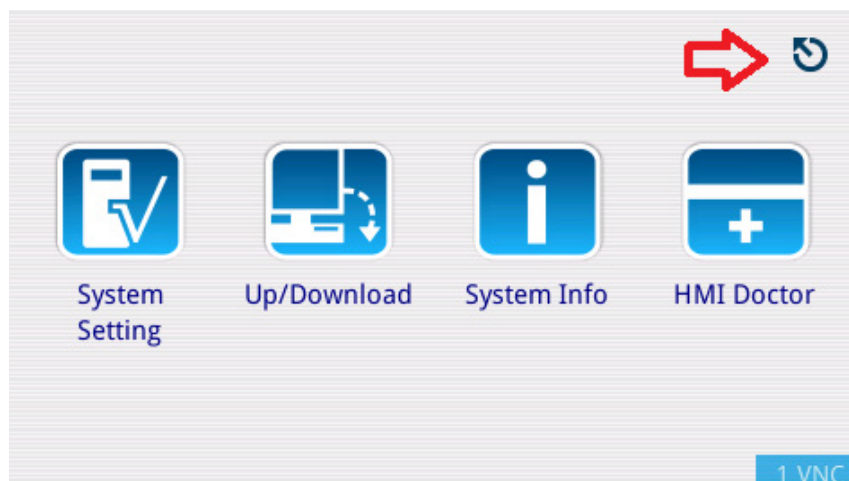 System
Setting
Up/Download
System Info
HMI Doctor
1 VNC